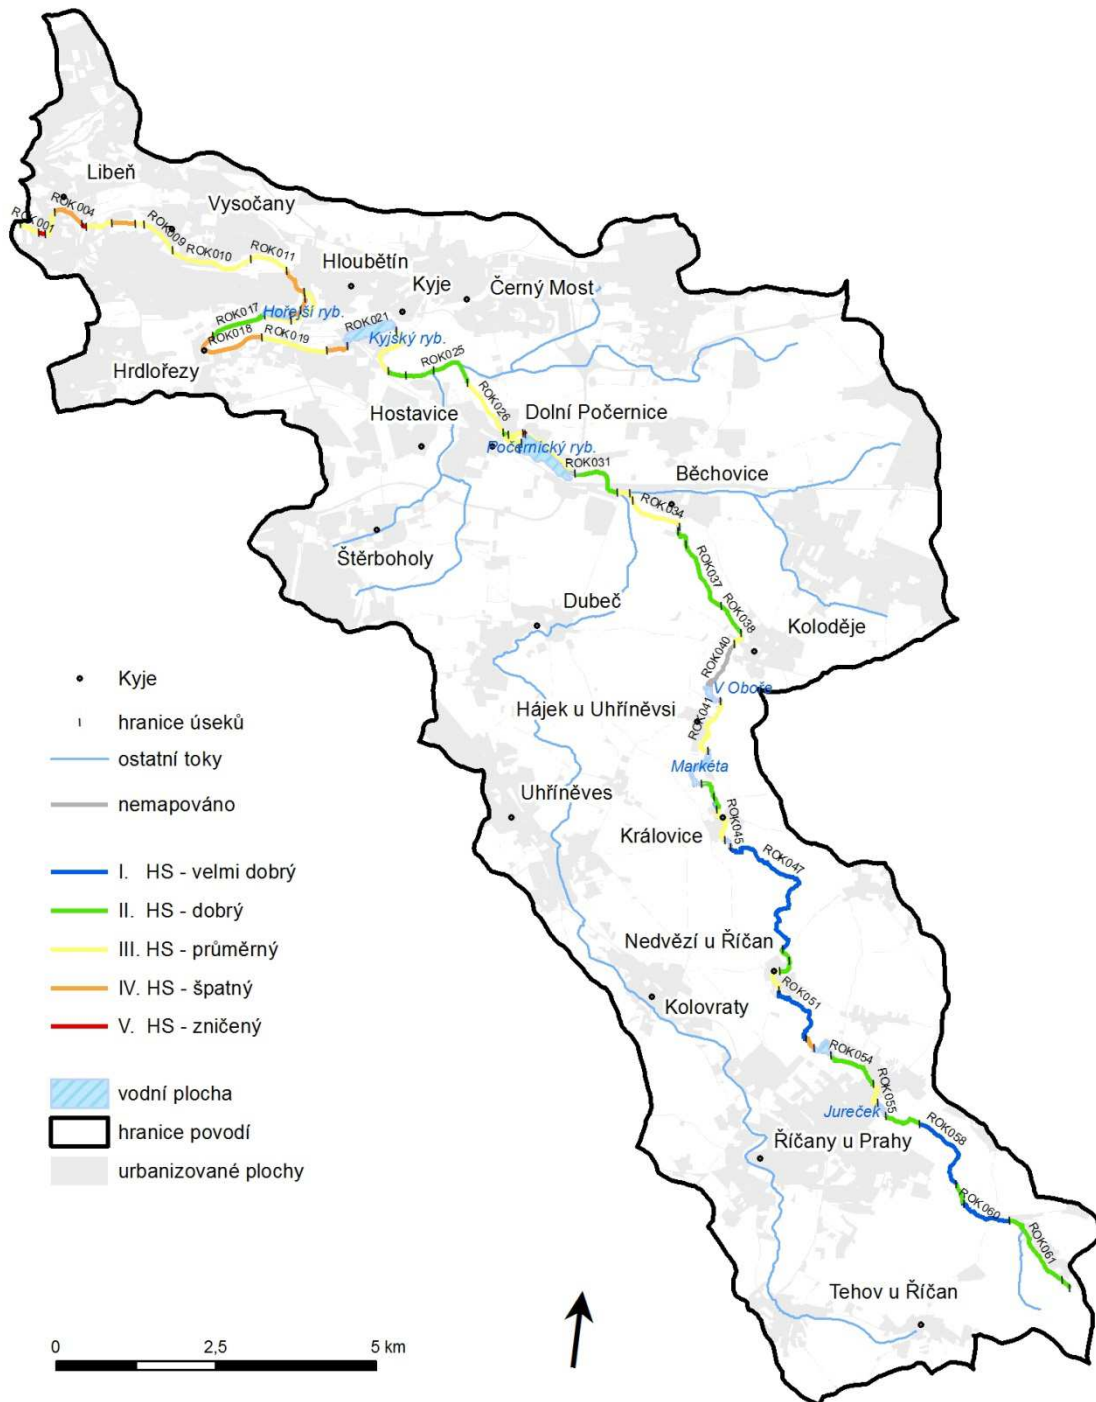 Libeň
ROK004
Vysočany
ROK001
ROK009
ROK010
ROK011
Hloubětín
Kyje
Černý Most
ROK017
Hořejší ryb.
ROK021
Kyjský ryb.
ROK018
ROK019
Hrdlořezy
ROK025
ROK026
Hostavice
Dolní Počernice
Počernický ryb.
ROK031
Běchovice
ROK034
Štěrboholy
ROK037
Dubeč
ROK038
Koloděje
ROK040
V Oboře
Hájek u Uhříněvsi
ROK041
Markéta
Uhříněves
Královice
ROK045
ROK047
Nedvězí u Říčan
ROK051
Kolovraty
ROK054
ROK055
Jureček
ROK058
Říčany u Prahy
ROK060
ROK061
Tehov u Říčan
Kyje
hranice úseků
ostatní toky
nemapováno
I. HS - velmi dobrý
II. HS - dobrý
III. HS - průměrný
IV. HS - špatný
V. HS - zničený
vodní plocha
hranice povodí
urbanizované plochy
0 2,5 5 km